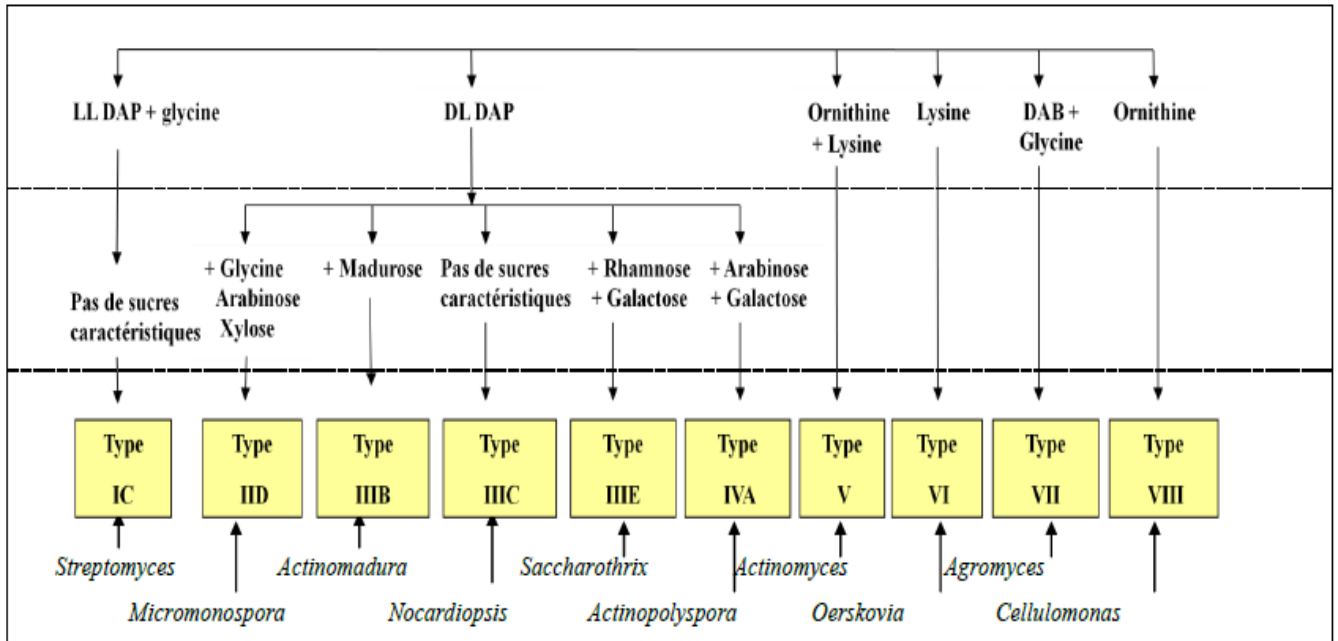 LL DAP + glycine
DL DAP
Ornithine
+ Lysine
Lysine
DAB +
Glycine
Ornithine
Pas de sucres
caractéristiques
+ Glycine
Arabinose
Xylose
+ Madurose
Pas de sucres
caractéristiques
+ Rhamnose
+ Galactose
+ Arabinose
+ Galactose
Type
IC
Type
IID
Type
IIIB
Type
IIIC
Type
IIIE
Type
IVA
Type
V
Type
VI
Type
VII
Type
VIII
Streptomyces
Actinomadura
Saccharothrix
Actinomyces
Agromyces
Micromonospora
Nocardiopsis
Actinopolyspora
Oerskovia
Cellulomonas